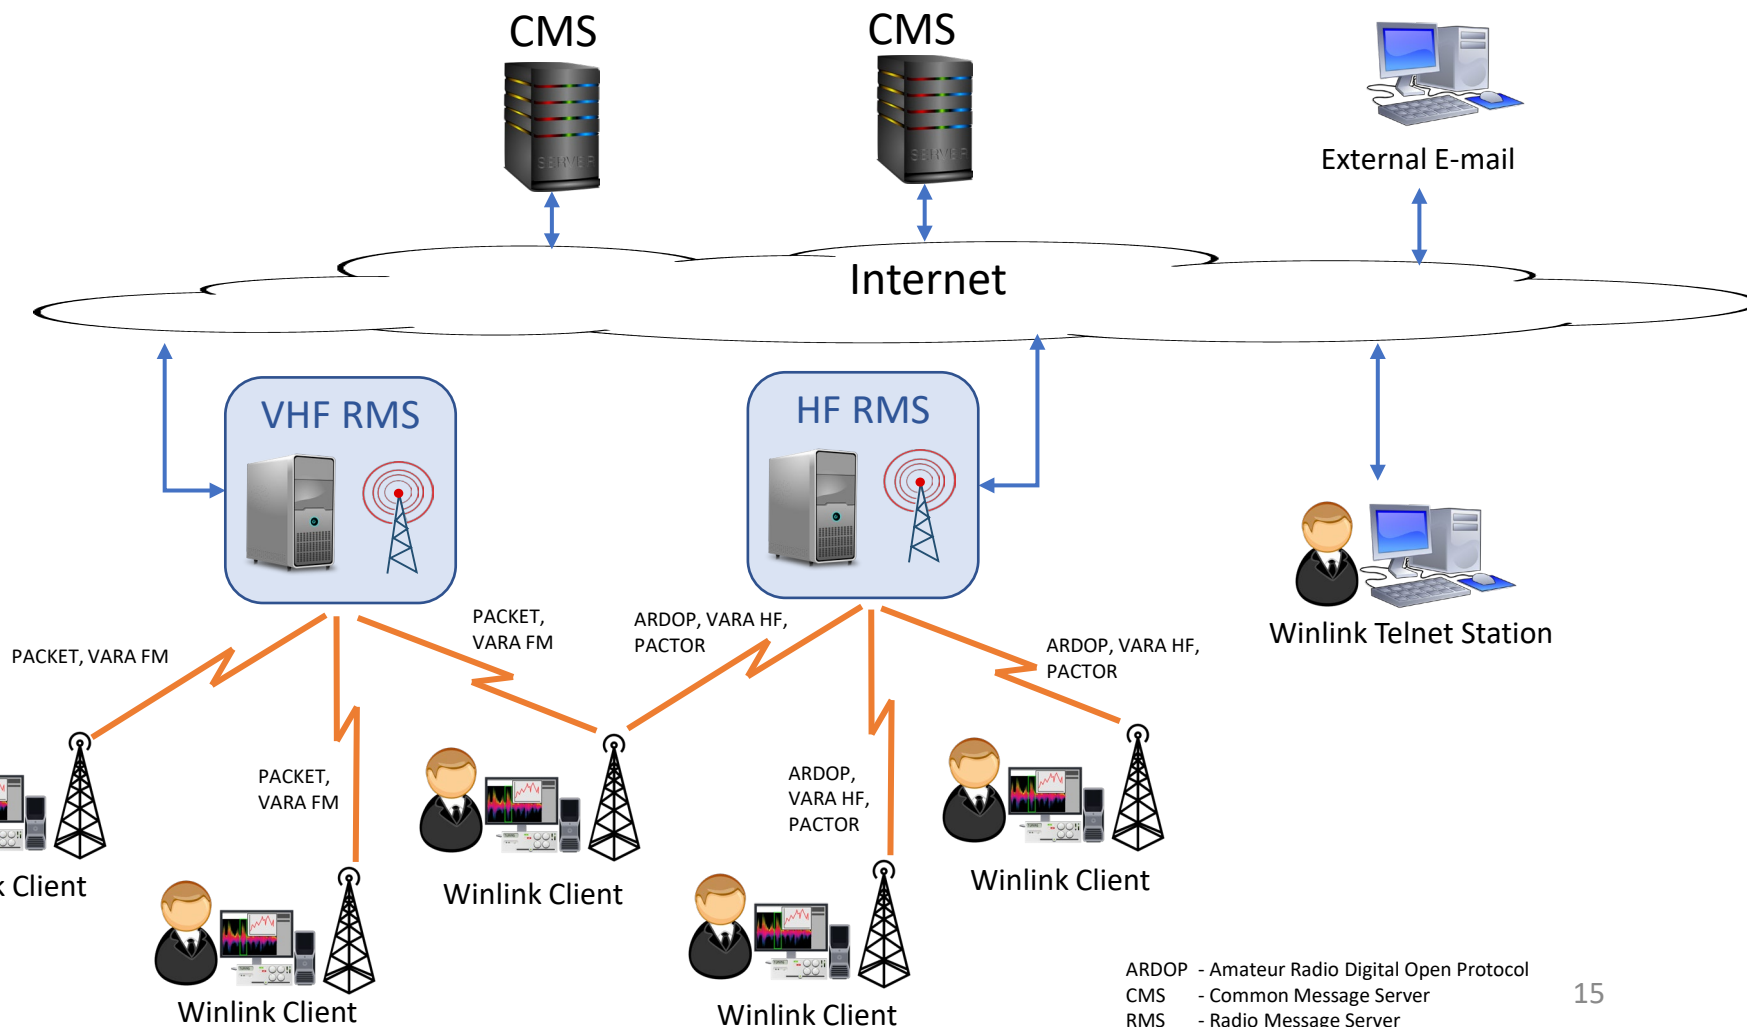 CMS
CMS
SERVER
SERVER
External E-mail
Internet
VHF RMS
HF RMS
PACKET, VARA FM
PACKET,
VARA FM
ARDOP, VARA HF,
PACTOR
ARDOP, VARA HF,
PACTOR
Winlink Telnet Station
PACKET,
VARA FM
ARDOP,
VARA HF,
PACTOR
k Client
Winlink Client
Winlink Client
Winlink Client
Winlink Client
ARDOP - Amateur Radio Digital Open Protocol
CMS - Common Message Server
RMS - Radio Message Server
15